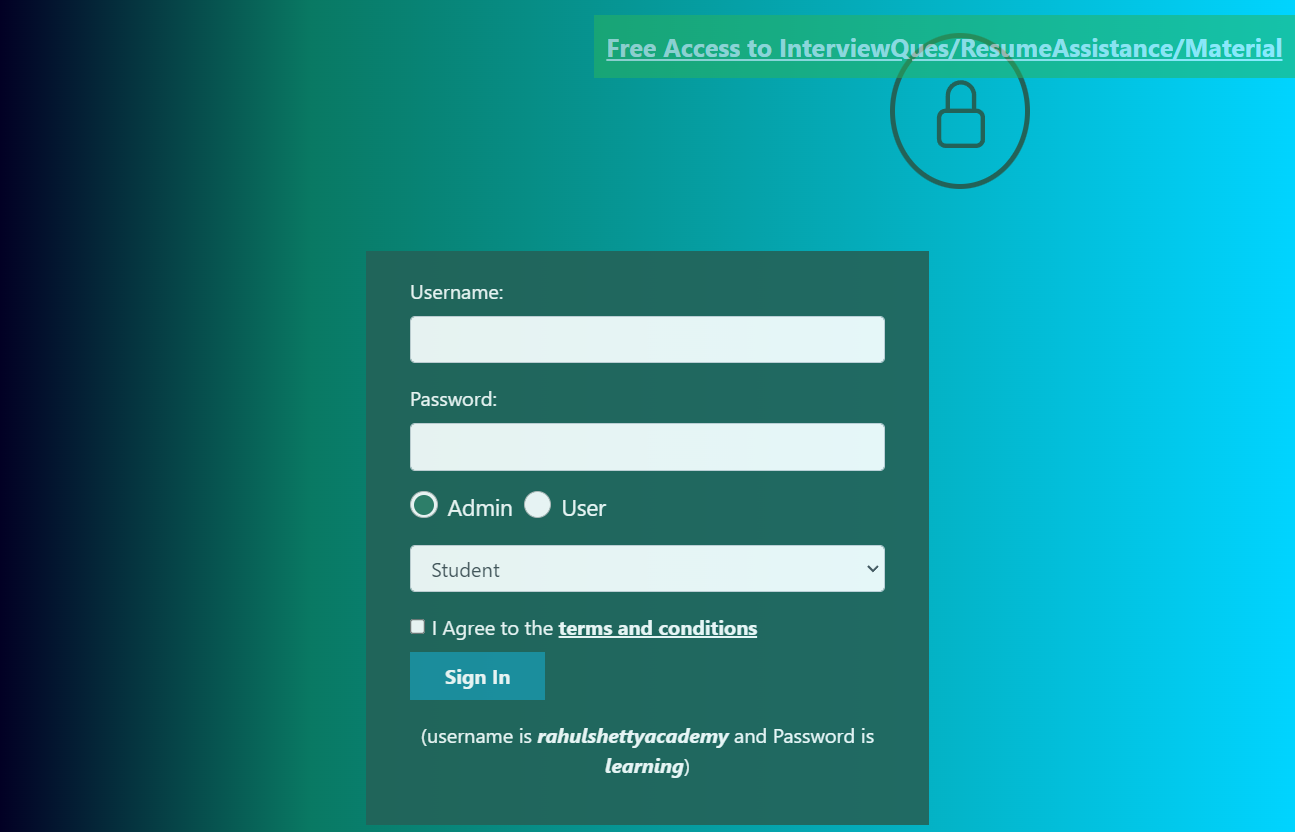 Free Access to InterviewQues/ResumeAssistance/Material
Username:
Password:
Admin User
Student
I Agree to the terms and conditions
Sign In
(username is rahulshettyacademy and Password is
learning)